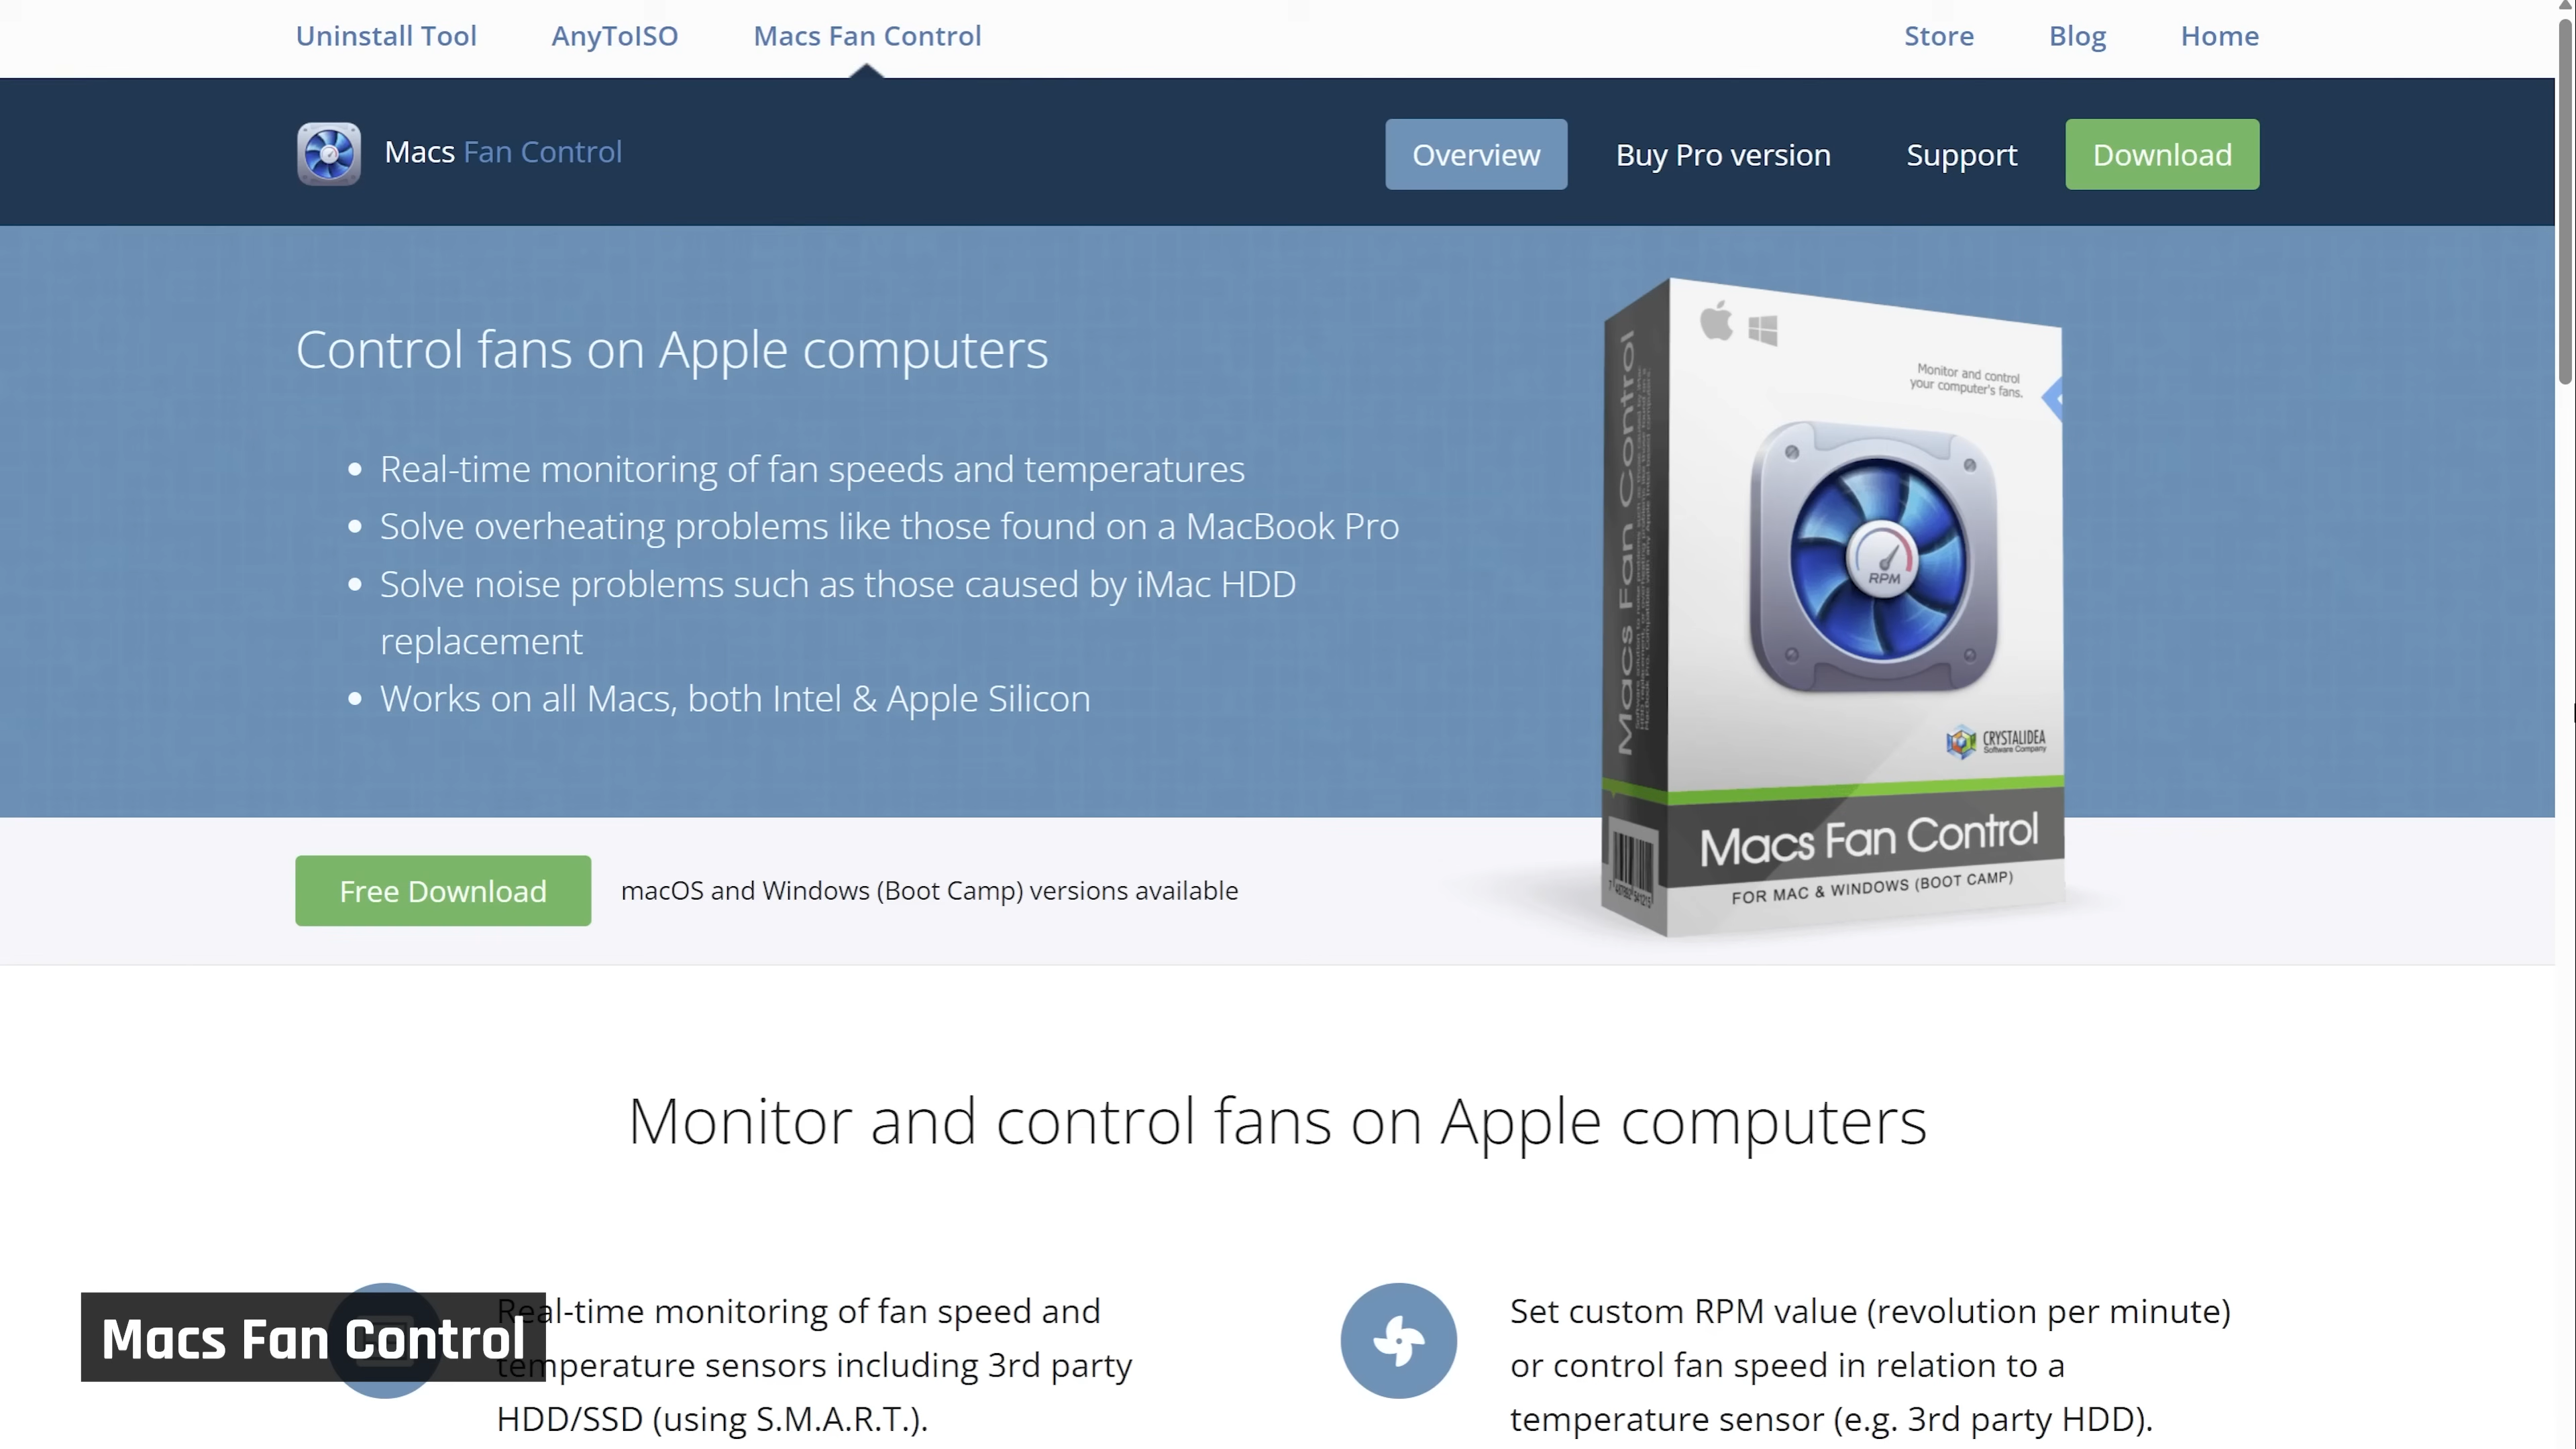 Uninstall Tool
AnyToISO
Macs Fan Control
Store
Blog
Home
Macs Fan Control
Overview
Buy Pro version
Support
Download
Control fans on Apple computers
Real-time monitoring of fan speeds and temperatures
Solve overheating problems like those found on a MacBook Pro
Solve noise problems such as those caused by iMac HDD
replacement
Works on all Macs, both Intel & Apple Silicon
Monitor and control
your computer's fans.
Macs Fan Control
RPM
CRYSTALIDEA
Software Company
Macs Fan Control
FOR MAC & WINDOWS (BOOT CAMP)
Free Download
macOS and Windows (Boot Camp) versions available
Monitor and control fans on Apple computers
Real-time monitoring of fan speed and
temperature sensors including 3rd party
HDD/SSD (using S.M.A.R.T.).
Set custom RPM value (revolution per minute)
or control fan speed in relation to a
temperature sensor (e.g. 3rd party HDD).
Macs Fan Control